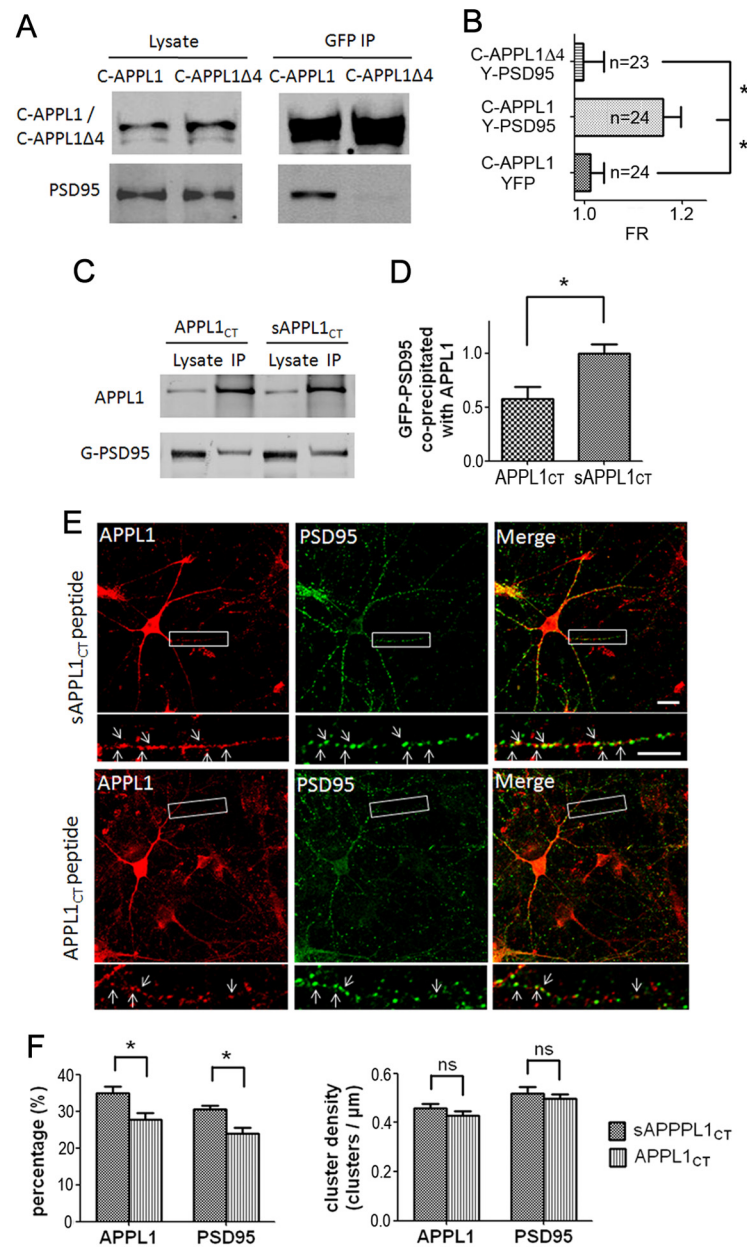 A
Lysate
GFP IP
C-APPL1 C-APPL1Δ4
C-APPL1 C-APPL1Δ4
C-APPL1 /
C-APPL1Δ4
PSD95
B
C-APPL1Δ4
Y-PSD95
n=23
C-APPL1
Y-PSD95
n=24
C-APPL1
YFP
n=24
*
*
1.0
1.2
FR
C
APPL1CT
sAPPL1CT
Lysate IP
Lysate IP
APPL1
G-PSD95
D
*
GFP-PSD95
co-precipitated
with APPL1
1.0
0.5
0.0
APPL1CT
sAPPL1CT
E
APPL1
PSD95
Merge
sAPPL1CT peptide
APPL1
PSD95
Merge
APPL1CT peptide
F
percentage (%)
40
30
20
10
0
*
*
APPL1
PSD95
cluster density
(clusters / μm)
0.6
0.4
0.2
0.0
ns
ns
APPL1
PSD95
sAPPPL1CT
APPL1CT